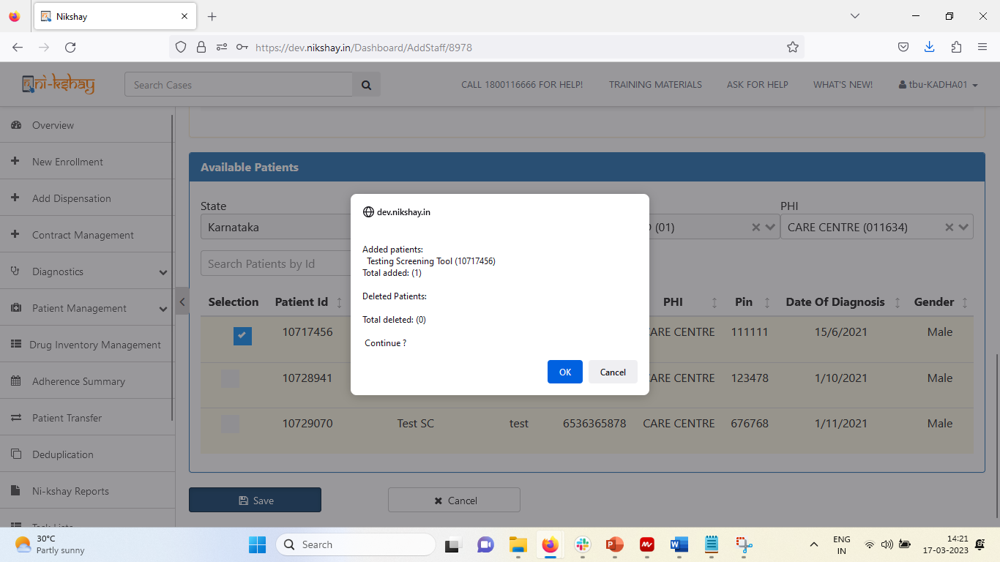 Nikshay
https://dev.nikshay.in/Dashboard/AddStaff/8978
ni-kshay
Search Cases
CALL 1800116666 FOR HELP!
TRAINING MATERIALS
ASK FOR HELP
WHAT'S NEW!
tbu-KADHA01
Overview
New Enrollment
Add Dispensation
Contract Management
Diagnostics
Patient Management
Drug Inventory Management
Adherence Summary
Patient Transfer
Deduplication
Ni-kshay Reports
Available Patients
State
PHI
Karnataka
(01)
CARE CENTRE (011634)
Search Patients by Id
Selection Patient Id PHI Pin Date Of Diagnosis Gender
10717456 CARE CENTRE 111111 15/6/2021 Male
10728941 CARE CENTRE 123478 1/10/2021 Male
10729070 Test SC test 6536365878 CARE CENTRE 676768 1/11/2021 Male
dev.nikshay.in
Added patients:
Testing Screening Tool (10717456)
Total added: (1)
Deleted Patients:
Total deleted: (0)
Continue ?
OK
Cancel
Save
Cancel
30°C
Partly sunny
Search
ENG
IN
14:21
17-03-2023